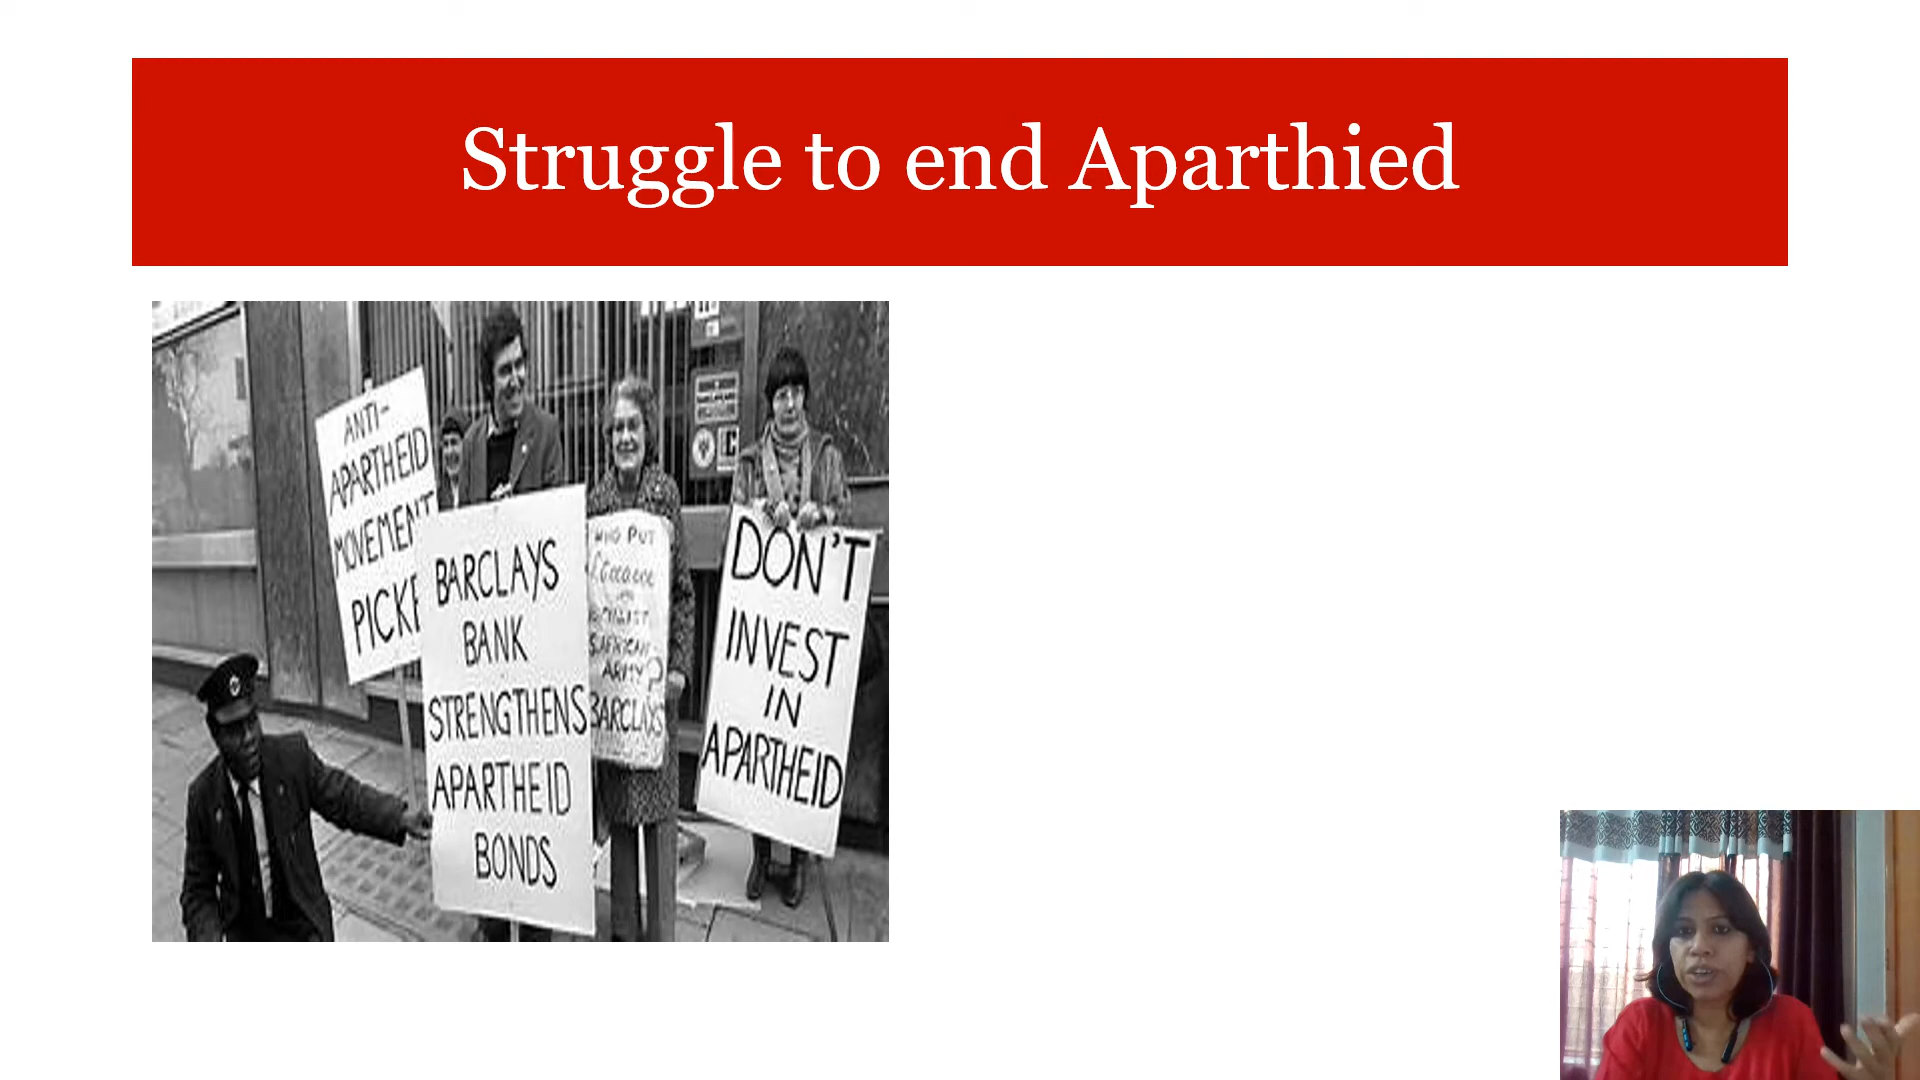 Struggle to end Aparthied
ANTI-
APARTHEID
MOVEMENT
BARCLAYS
BANK
STRENGTHENS
APARTHEID
BONDS
WHO PUT
ARMY?
BARCLAYS
DON'T
INVEST
IN
APARTHEID